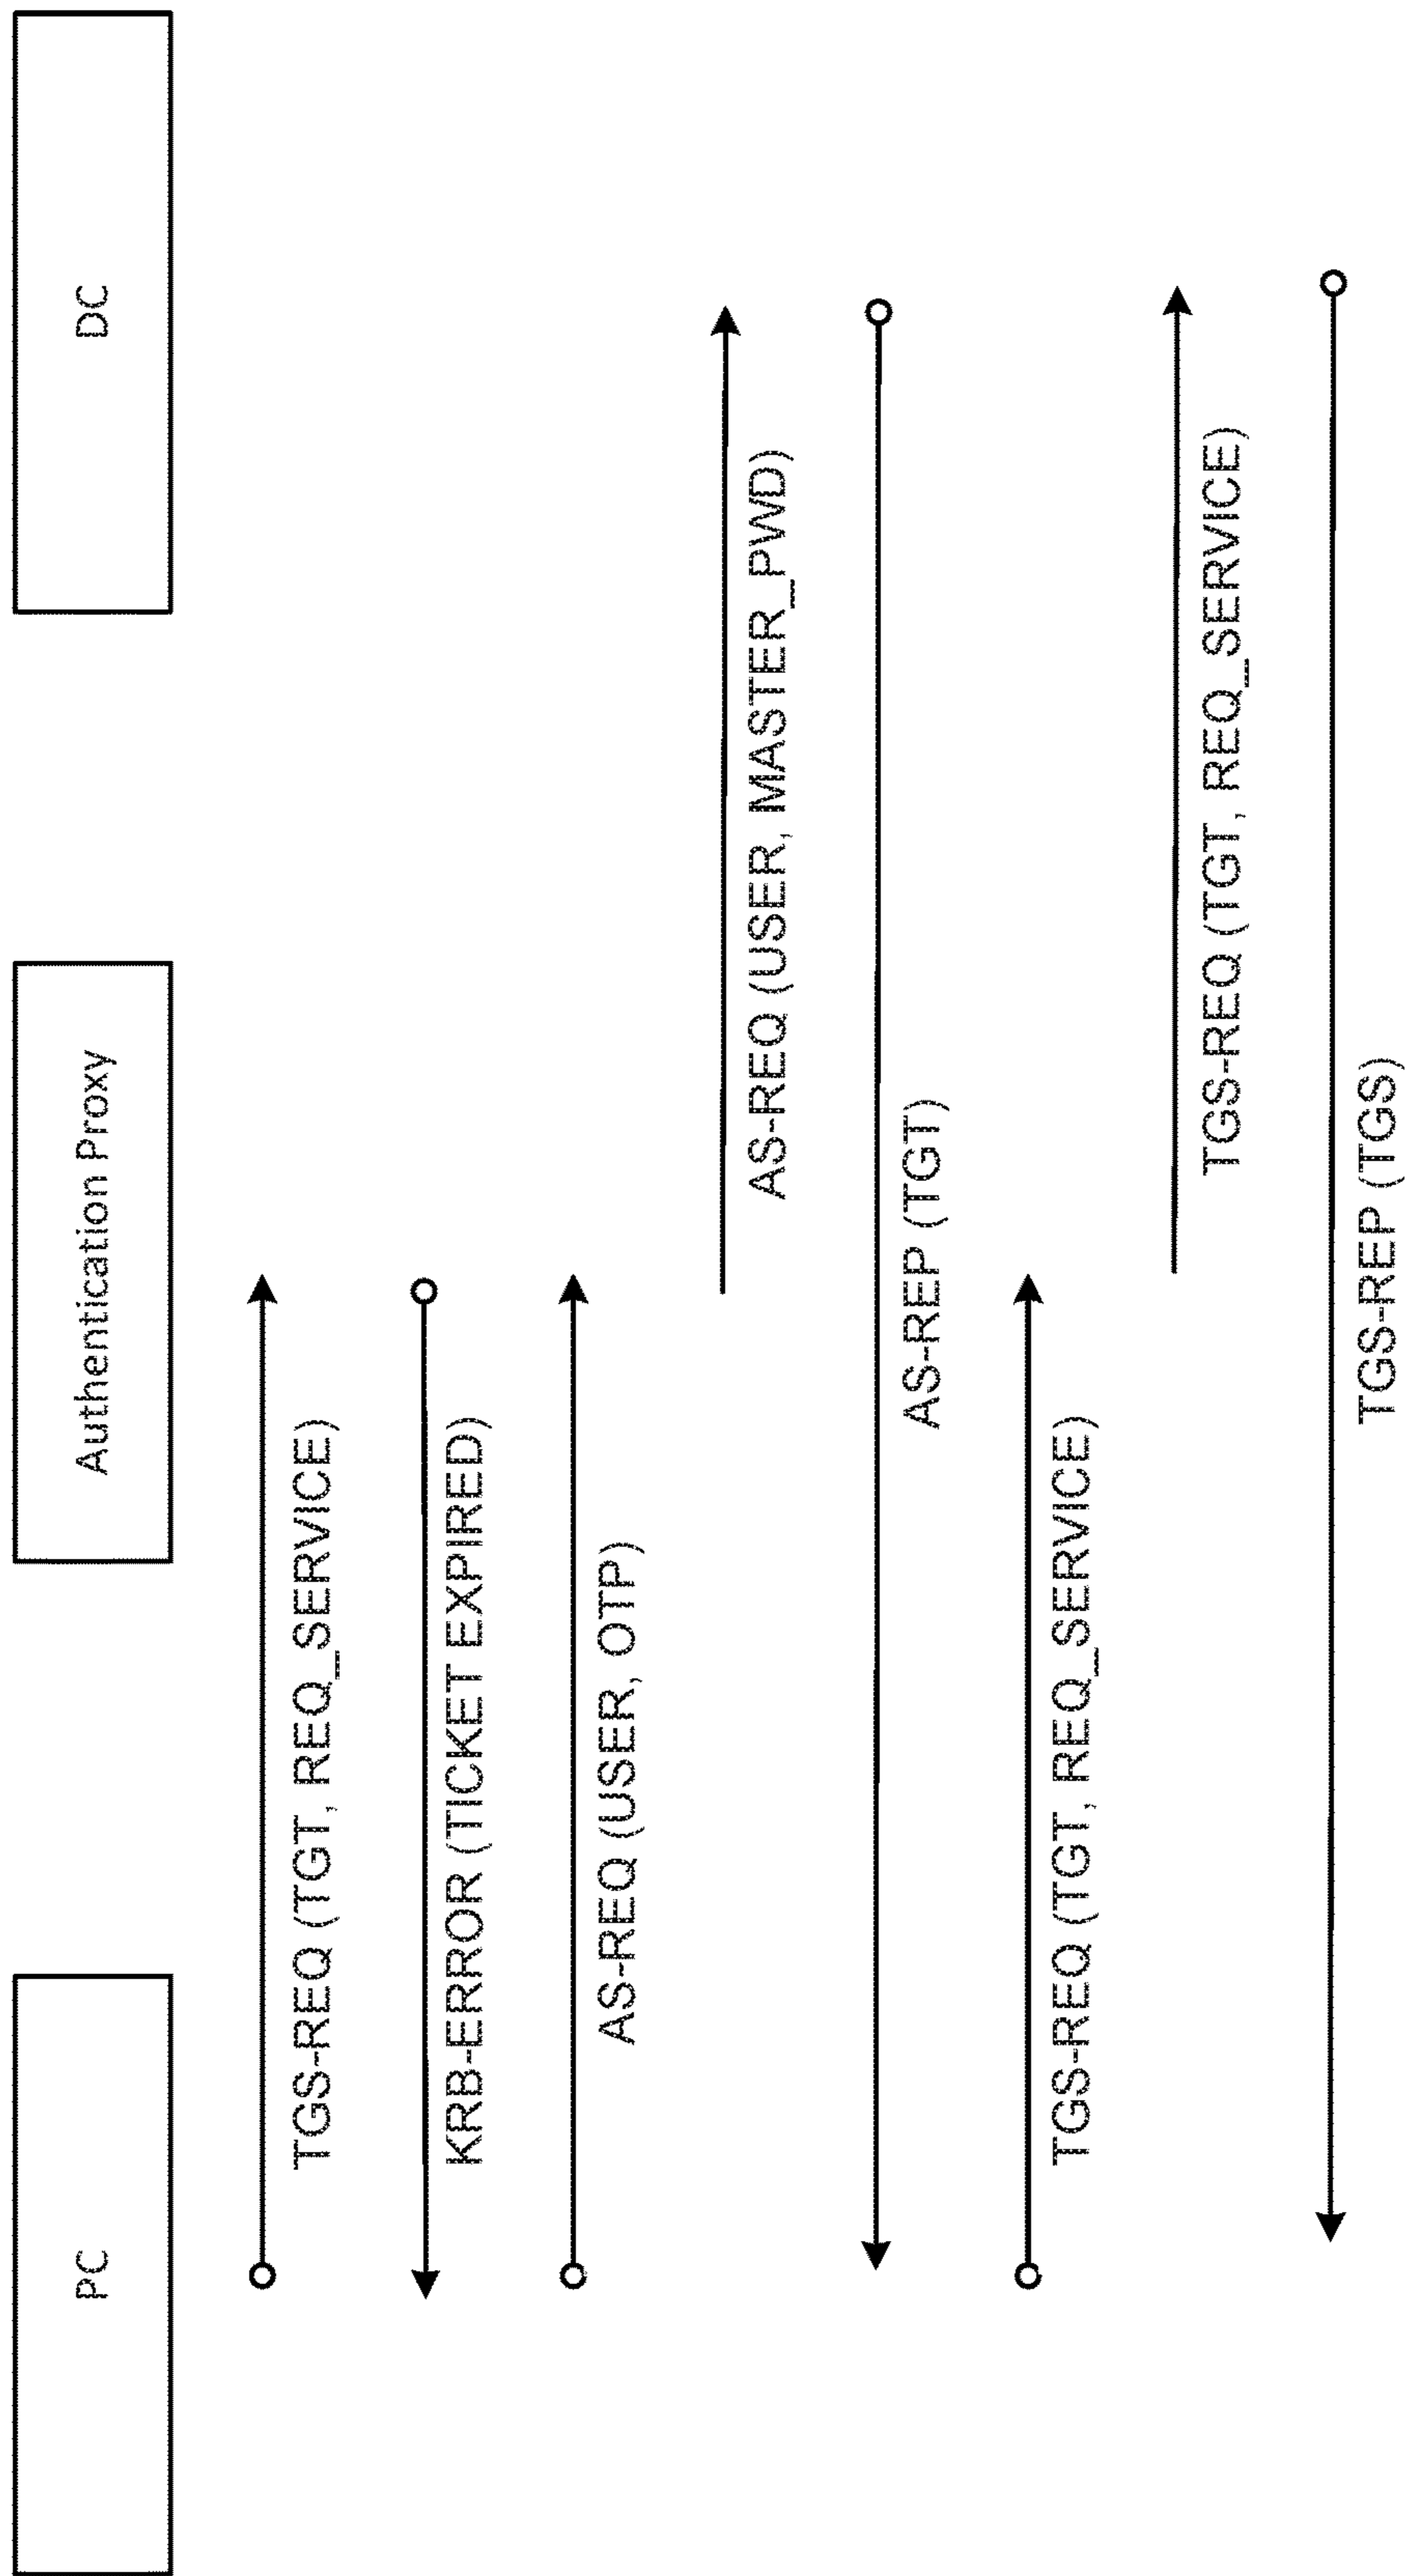 PC
Authentication Proxy
DC
TGS-REQ (TGT, REQ_SERVICE)
KRB-ERROR (TICKET EXPIRED)
AS-REQ (USER, OTP)
AS-REQ (USER, MASTER_PWD)
AS-REP (TGT)
TGS-REQ (TGT, REQ_SERVICE)
TGS-REQ (TGT, REQ_SERVICE)
TGS-REP (TGS)